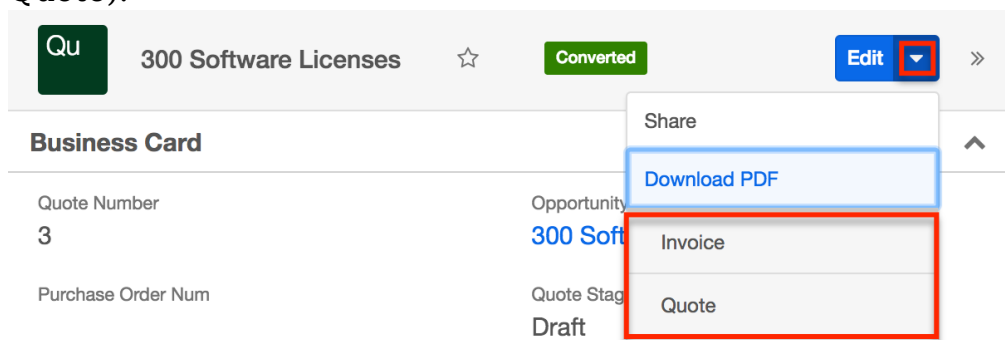 Quote).
Qu
300 Software Licenses
Converted
Edit
Share
Business Card
Download PDF
Quote Number
Opportunity
3
300 Soft
Invoice
Purchase Order Num
Quote Stag
Quote
Draft